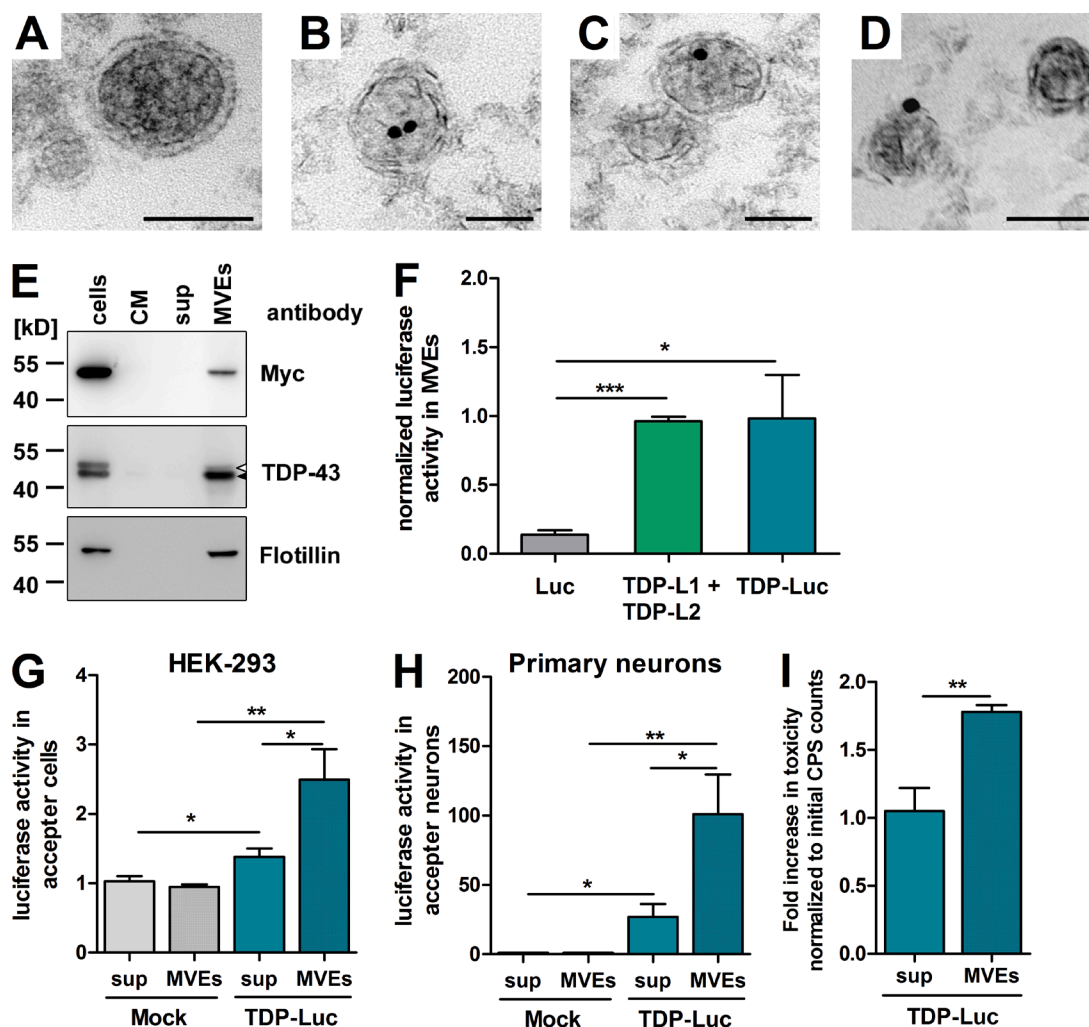 A
B
C
D
E
cells
CM
sup
MVEs
antibody
[kD]
55
40
Myc
55
40
TDP-43
55
40
Flotillin
F
normalized luciferase
activity in MVEs
2.0
1.5
1.0
0.5
0.0
*
***
Luc
TDP-L1 +
TDP-L2
TDP-Luc
G
HEK-293
luciferase activity in
accepter cells
4
3
2
1
0
**
*
*
sup
MVEs
sup
MVEs
Mock
TDP-Luc
H
Primary neurons
luciferase activity in
accepter neurons
200
150
100
50
0
**
*
*
sup
MVEs
sup
MVEs
Mock
TDP-Luc
I
Fold increase in toxicity
normalized to initial CPS counts
2.0
1.5
1.0
0.5
0.0
**
sup
MVEs
TDP-Luc